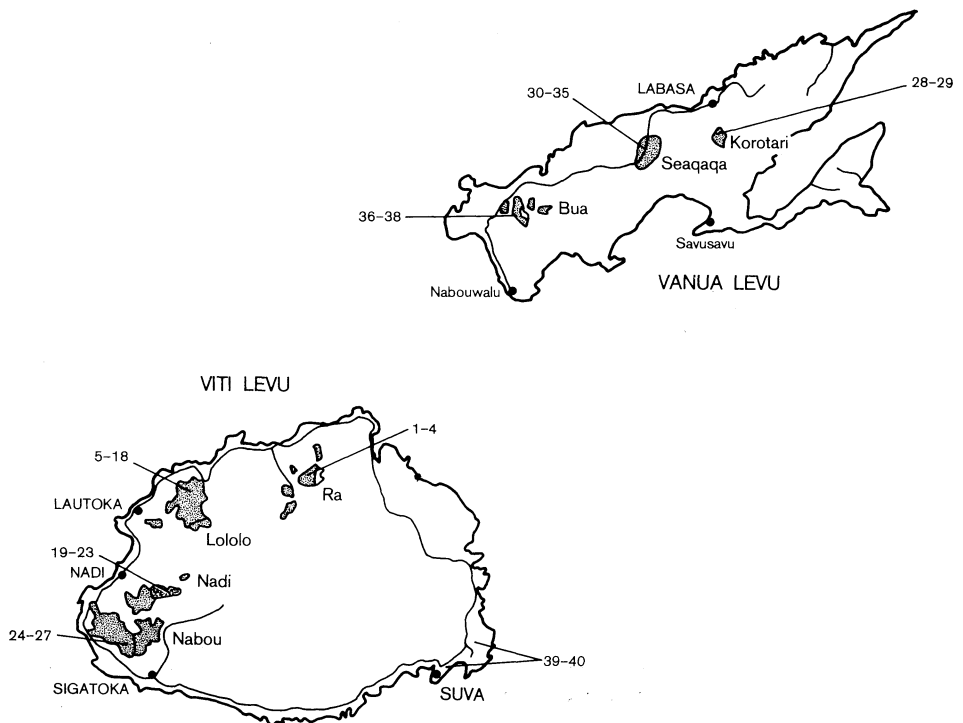 LABASA
28-29
30-35
Korotari
Seaqaqa
36-38
Bua
Savusavu
Nabouwalu
VANUA LEVU
VITI LEVU
1-4
5-18
Ra
LAUTOKA
Lololo
19-23
NADI
Nadi
24-27
Nabou
39-40
SIGATOKA
SUVA